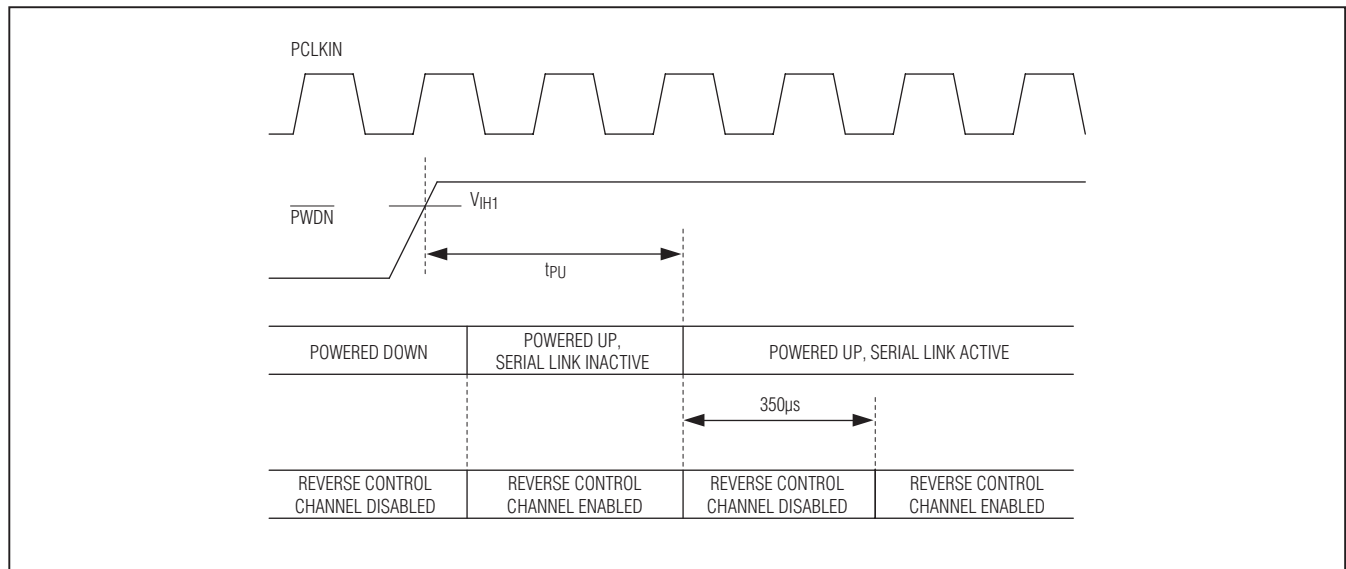 PCLKIN
VIH1
PWDN
tPU
POWERED DOWN
POWERED UP,
SERIAL LINK INACTIVE
POWERED UP, SERIAL LINK ACTIVE
350µs
REVERSE CONTROL
CHANNEL DISABLED
REVERSE CONTROL
CHANNEL ENABLED
REVERSE CONTROL
CHANNEL DISABLED
REVERSE CONTROL
CHANNEL ENABLED